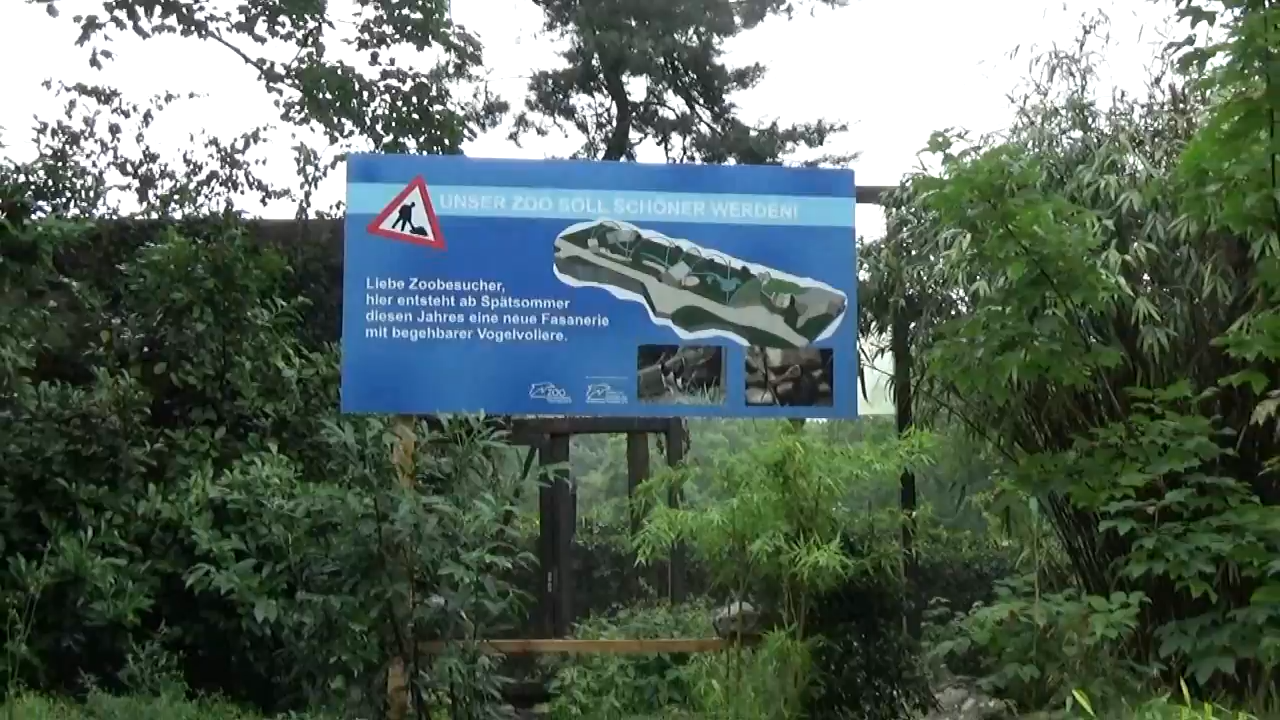 UNSER ZOO SOLL SCHÖNER WERDEN!
Liebe Zoobesucher,
hier entsteht ab Spätsommer
diesen Jahres eine neue Fasanerie
mit begehbarer Vogelvoliere.
ZOO